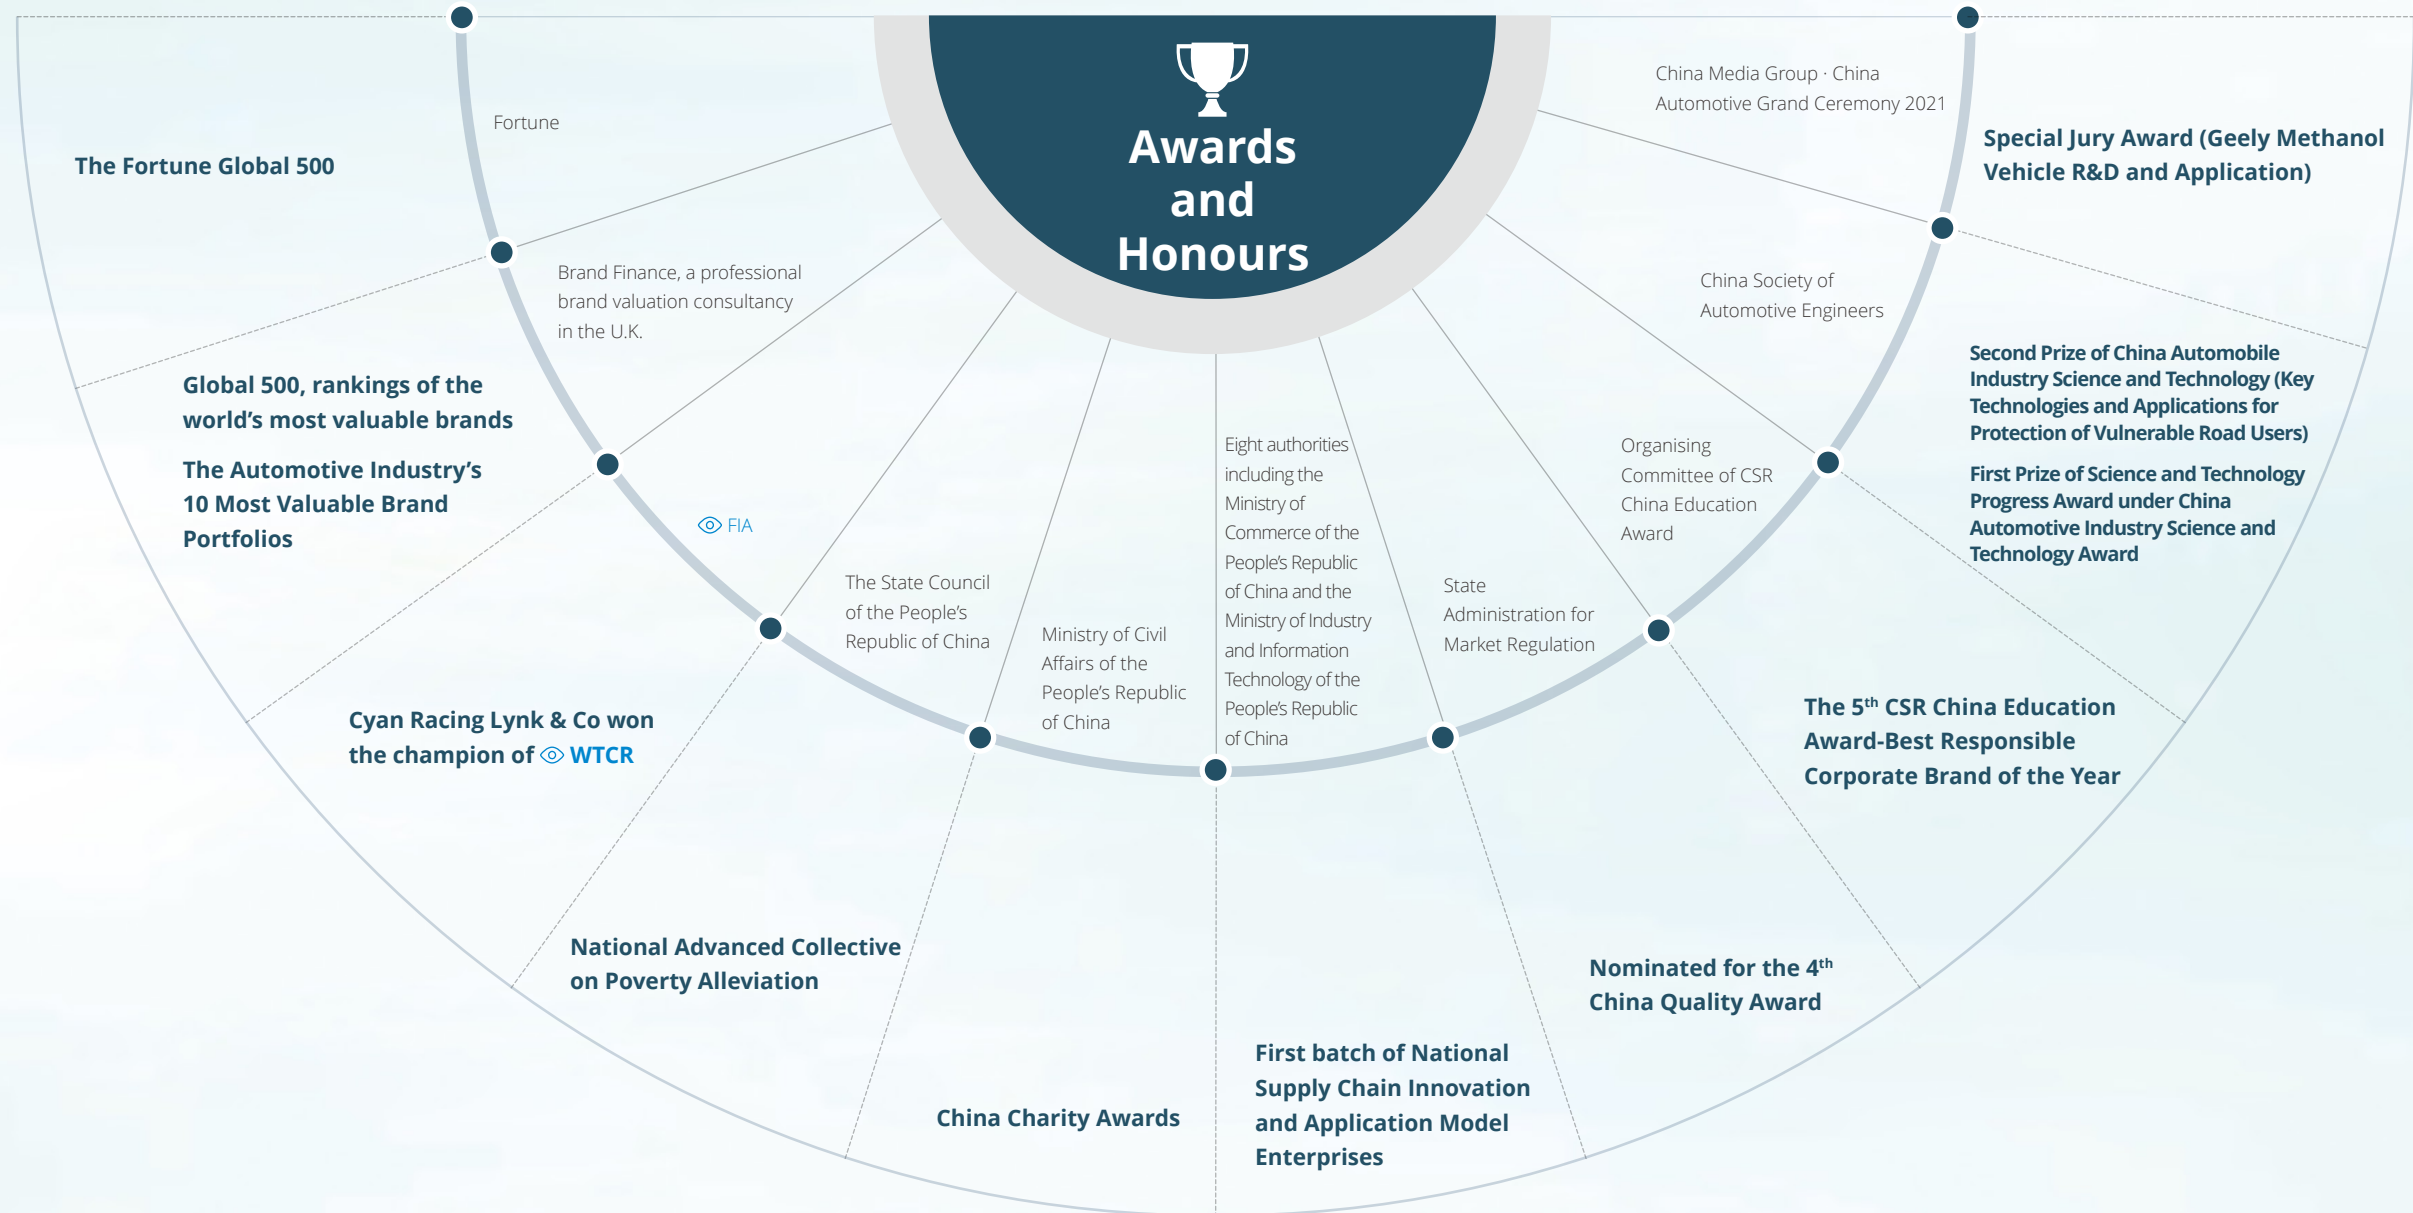 Awards
and
Honours
Fortune
The Fortune Global 500
Brand Finance, a professional
brand valuation consultancy
in the U.K.
Global 500, rankings of the
world’s most valuable brands
The Automotive Industry’s
10 Most Valuable Brand
Portfolios
FIA
Cyan Racing Lynk & Co won
the champion of WTCR
The State Council
of the People’s
Republic of China
National Advanced Collective
on Poverty Alleviation
Ministry of Civil
Affairs of the
People’s Republic
of China
China Charity Awards
Eight authorities
including the
Ministry of
Commerce of the
People’s Republic
of China and the
Ministry of Industry
and Information
Technology of the
People’s Republic
of China
First batch of National
Supply Chain Innovation
and Application Model
Enterprises
State
Administration for
Market Regulation
Nominated for the 4th
China Quality Award
Organising
Committee of CSR
China Education
Award
The 5th CSR China Education
Award-Best Responsible
Corporate Brand of the Year
China Society of
Automotive Engineers
Second Prize of China Automobile
Industry Science and Technology (Key
Technologies and Applications for
Protection of Vulnerable Road Users)
First Prize of Science and Technology
Progress Award under China
Automotive Industry Science and
Technology Award
China Media Group · China
Automotive Grand Ceremony 2021
Special Jury Award (Geely Methanol
Vehicle R&D and Application)